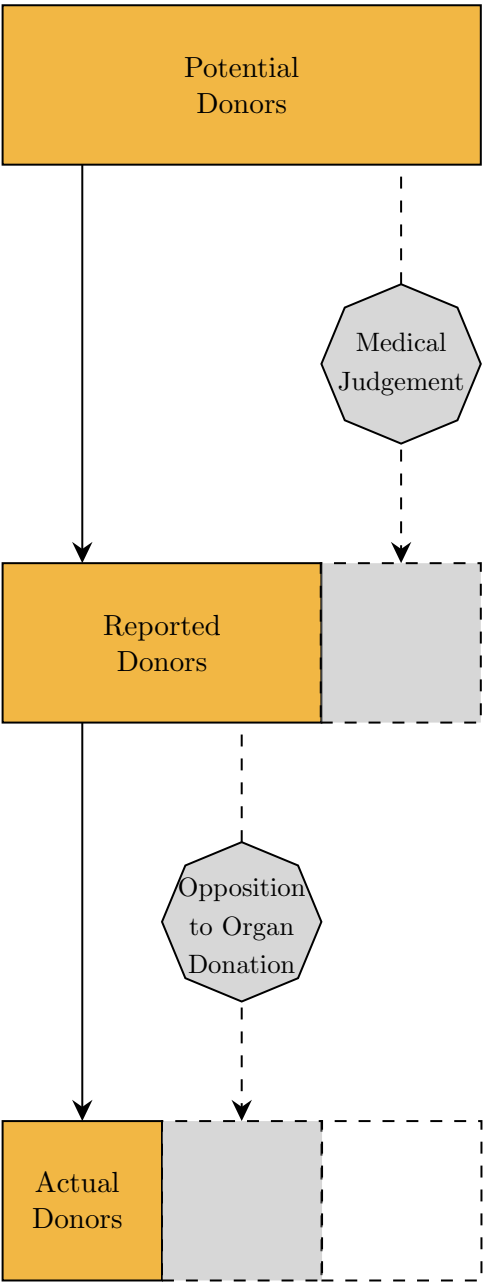 Potential
Donors
Medical
Judgement
Reported
Donors
Opposition
to Organ
Donation
Actual
Donors